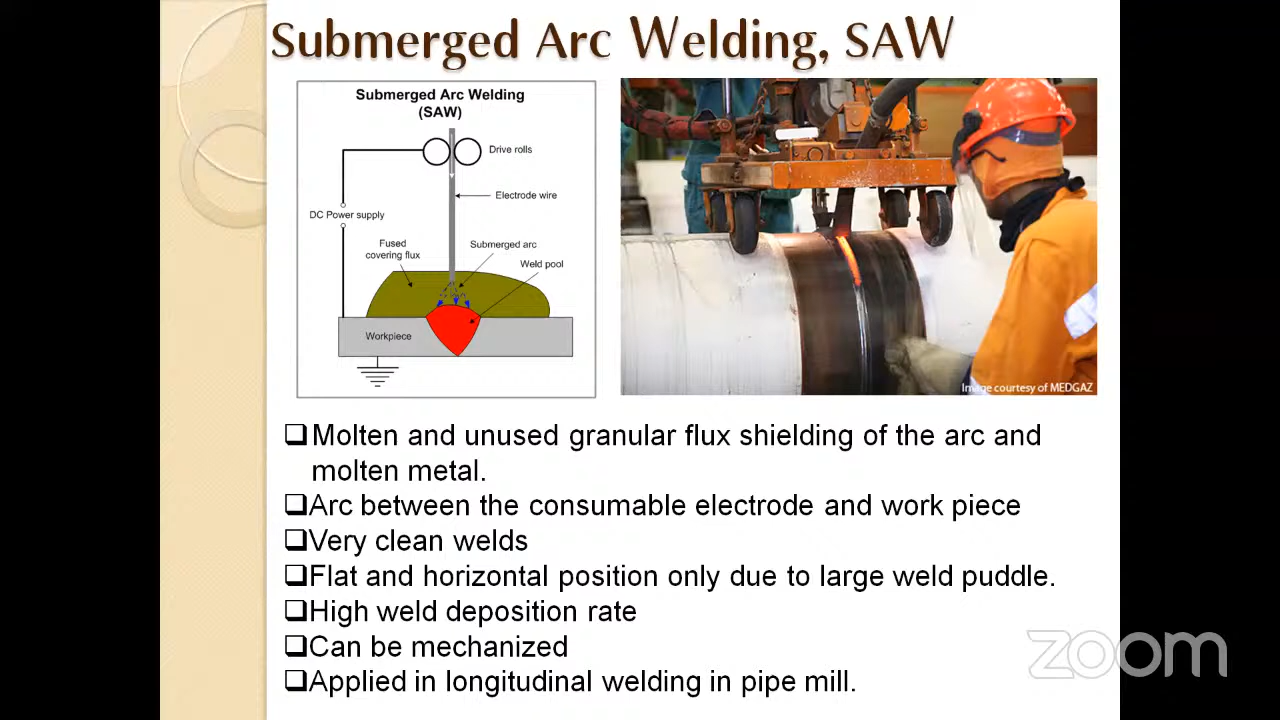 Submerged Arc Welding, SAW
Submerged Arc Welding
(SAW)
Drive rolls
Electrode wire
DC Power supply
Fused
covering flux
Submerged arc
Weld pool
Workpiece
Image courtesy of MEDGAZ
❑Molten and unused granular flux shielding of the arc and
molten metal.
❑Arc between the consumable electrode and work piece
❑Very clean welds
❑Flat and horizontal position only due to large weld puddle.
❑High weld deposition rate
❑Can be mechanized
❑Applied in longitudinal welding in pipe mill.
zoom